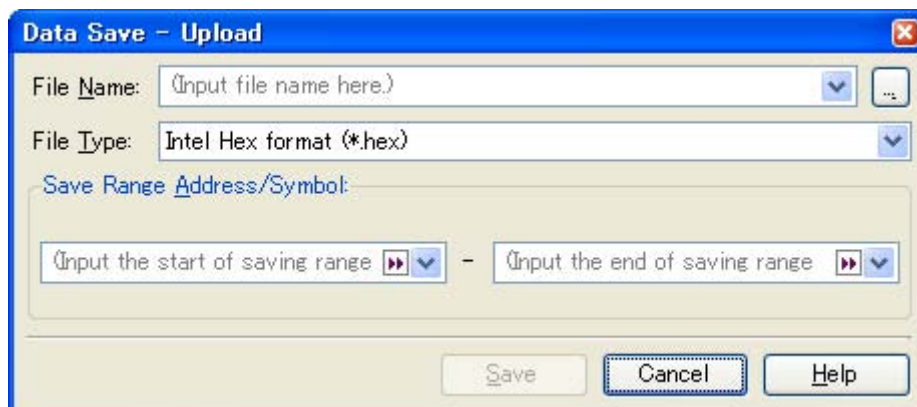 Data Save - Upload
File Name: (Input file name here.) ...
File Type: Intel Hex format (*.hex)
Save Range Address/Symbol:
(Input the start of saving range - (Input the end of saving range
Save Cancel Help